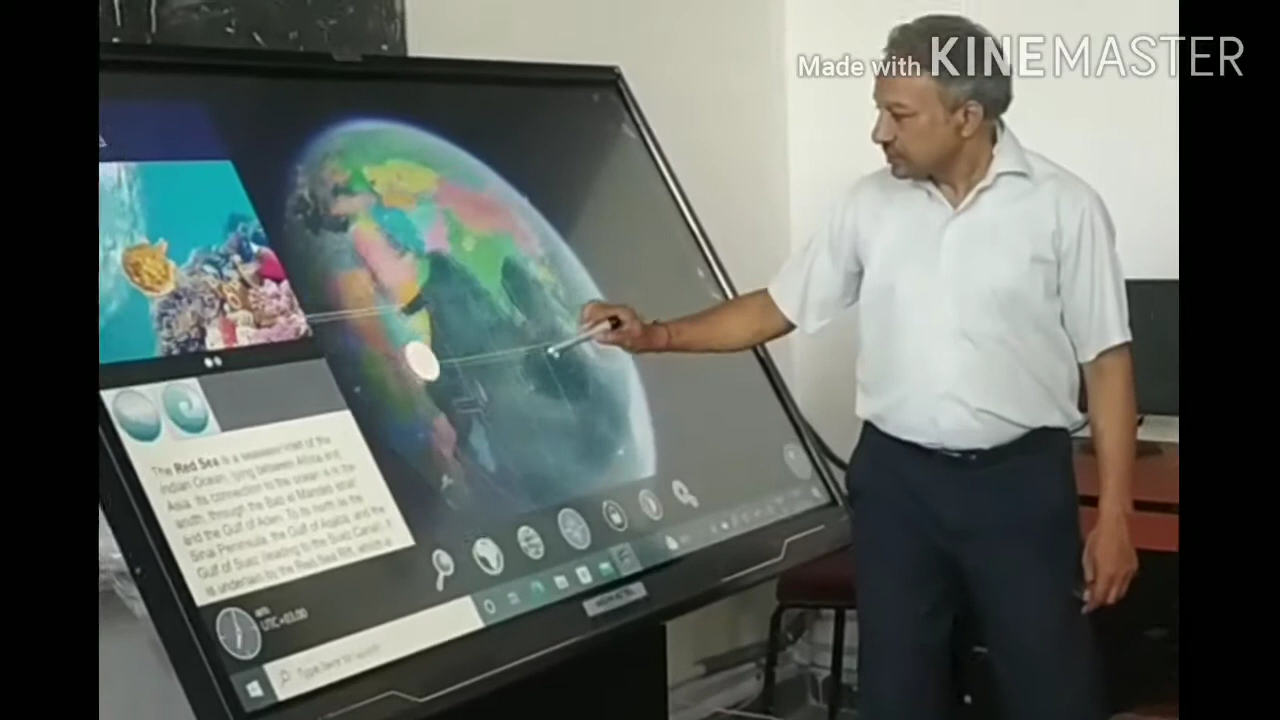 Made with KINEMASTER
The Red Sea is a seawater inlet of the
Indian Ocean, lying between Africa and
Asia. Its connection to the ocean is in the
south, through the Bab el Mandeb strait
and the Gulf of Aden. To its north lie the
Sinai Peninsula, the Gulf of Aqaba, and the
Gulf of Suez (leading to the Suez Canal). It
is underlain by the Red Sea Rift, which is
UTC+03:00
Type here to search